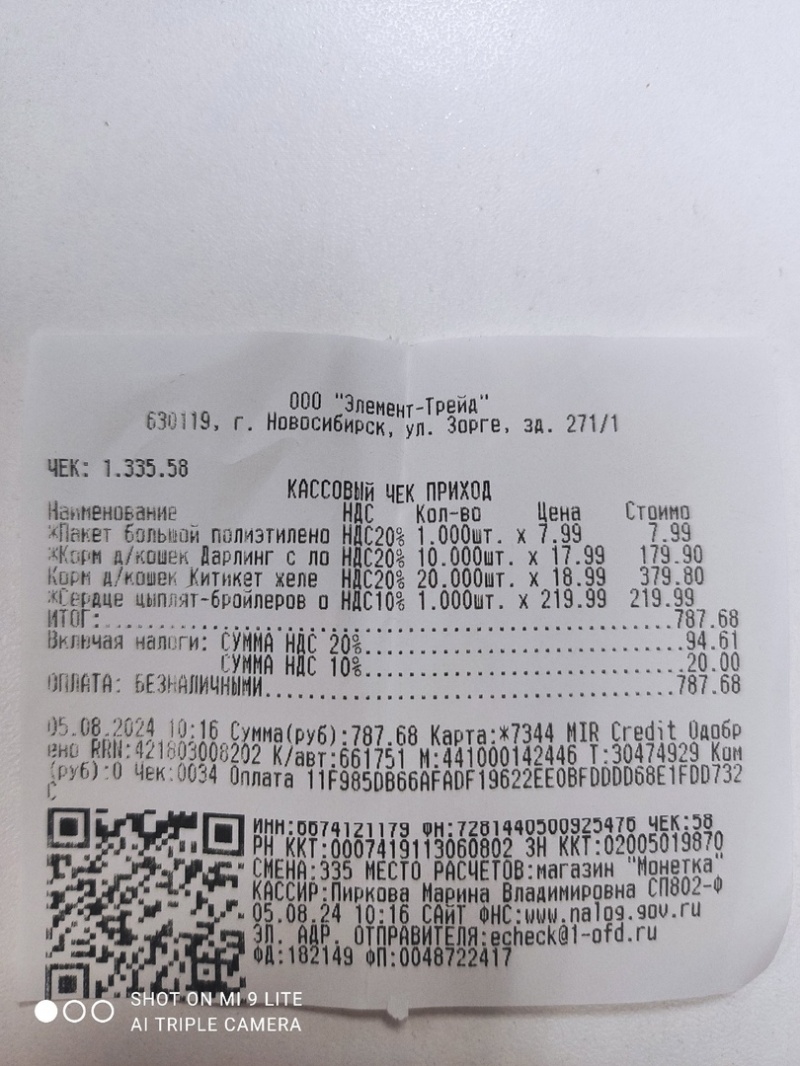 ООО "Элемент-Трейд"
630119, г. Новосибирск, ул. Зорге, зд. 271/1
ЧЕК: 1.335.58
КАССОВЫЙ ЧЕК ПРИХОД
Наименование НДС Кол-во Цена Стоимо
*Пакет большой полиэтилено НДС20% 1.000шт. х 7.99 7.99
*Корм д/кошек Дарлинг с ло НДС20% 10.000шт. х 17.99 179.90
Корм д/кошек Китикет желе НДС20% 20.000шт. х 18.99 379.80
*Сердце цыплят-бройлеров о НДС10% 1.000шт. х 219.99 219.99
ИТОГ:...................................................787.68
Включая налоги: СУММА НДС 20%............................94.61
СУММА НДС 10%............................20.00
ОПЛАТА: БЕЗНАЛИЧНЫМИ....................................787.68
05.08.2024 10:16 Сумма(руб):787.68 Карта:*7344 MIR Credit Одобр
ено RRN:421803008202 К/авт:661751 М:441000142446 Т:30474929 Ком
(руб):0 Чек:0034 Оплата 11F985DB66AFADF19622EE0BFDDDD68E1FDD732
C
ИНН:6674121179 ФН:7281440500925476 ЧЕК:58
РН ККТ:0007419113060802 ЗН ККТ:02005019870
СМЕНА:335 МЕСТО РАСЧЕТОВ:магазин "Монетка"
КАССИР:Пиркова Марина Владимировна СП802-Ф
05.08.24 10:16 САЙТ ФНС:www.nalog.gov.ru
ЭЛ. АДР. ОТПРАВИТЕЛЯ:echeck@1-ofd.ru
ФД:182149 ФП:0048722417
SHOT ON MI 9 LITE
AI TRIPLE CAMERA